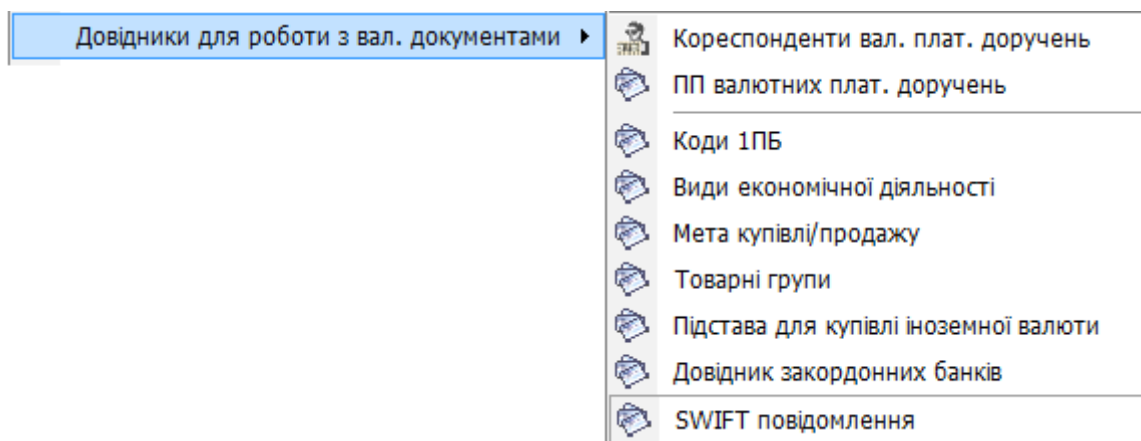 Довідники для роботи з вал. документами
Кореспонденти вал. плат. доручень
ПП валютних плат. доручень
Коди 1ПБ
Види економічної діяльності
Мета купівлі/продажу
Товарні групи
Підстава для купівлі іноземної валюти
Довідник закордонних банків
SWIFT повідомлення